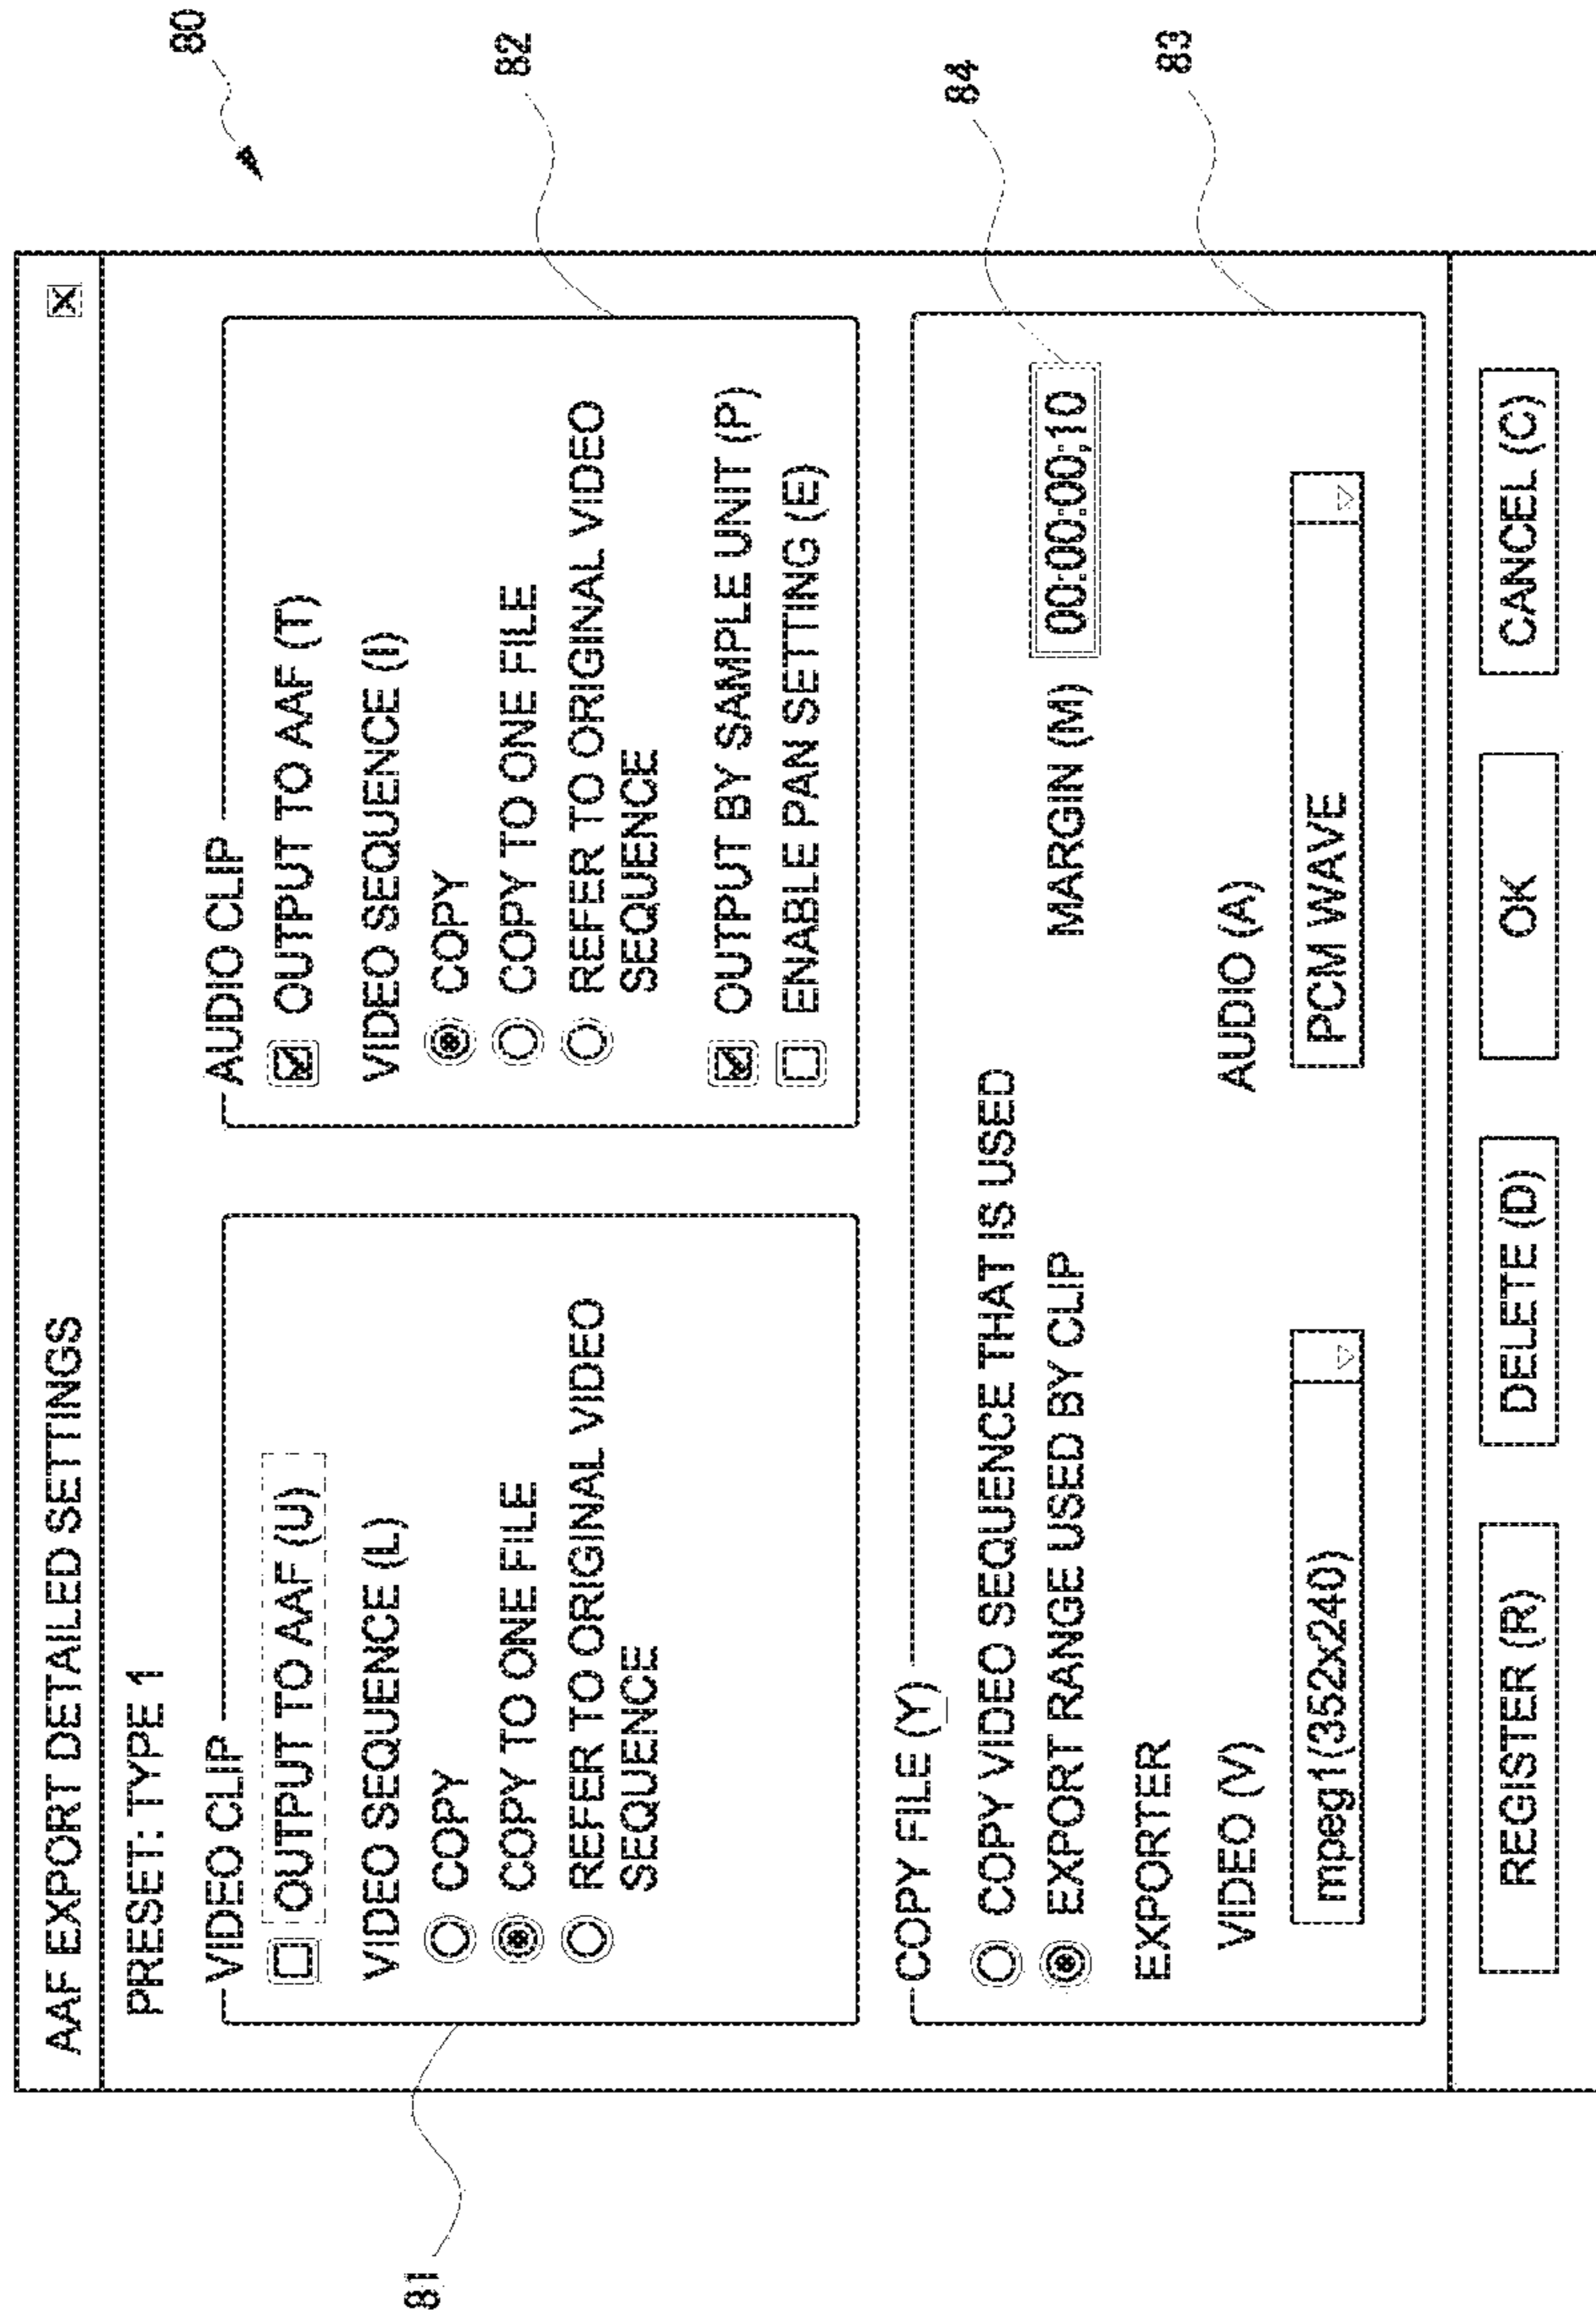 80
AAF EXPORT DETAILED SETTINGS
X
PRESET: TYPE 1
VIDEO CLIP
OUTPUT TO AAF (U)
VIDEO SEQUENCE (L)
COPY
COPY TO ONE FILE
REFER TO ORIGINAL VIDEO
SEQUENCE
81
AUDIO CLIP
OUTPUT TO AAF (T)
VIDEO SEQUENCE (I)
COPY
COPY TO ONE FILE
REFER TO ORIGINAL VIDEO
SEQUENCE
OUTPUT BY SAMPLE UNIT (P)
ENABLE PAN SETTING (E)
82
COPY FILE (Y)
COPY VIDEO SEQUENCE THAT IS USED
EXPORT RANGE USED BY CLIP
MARGIN (M) 00:00:00;10
84
EXPORTER
VIDEO (V)
mpeg1(352x240)
AUDIO (A)
PCM WAVE
83
REGISTER (R)
DELETE (D)
OK
CANCEL (C)